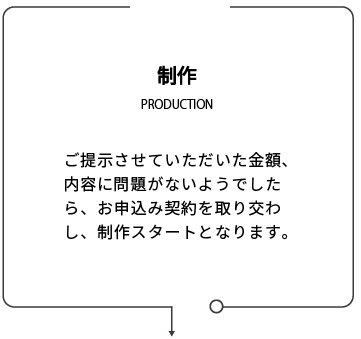 制作
PRODUCTION
ご提示させていただいた金額、
内容に問題がないようでした
ら、お申込み契約を取り交わ
し、制作スタートとなります。